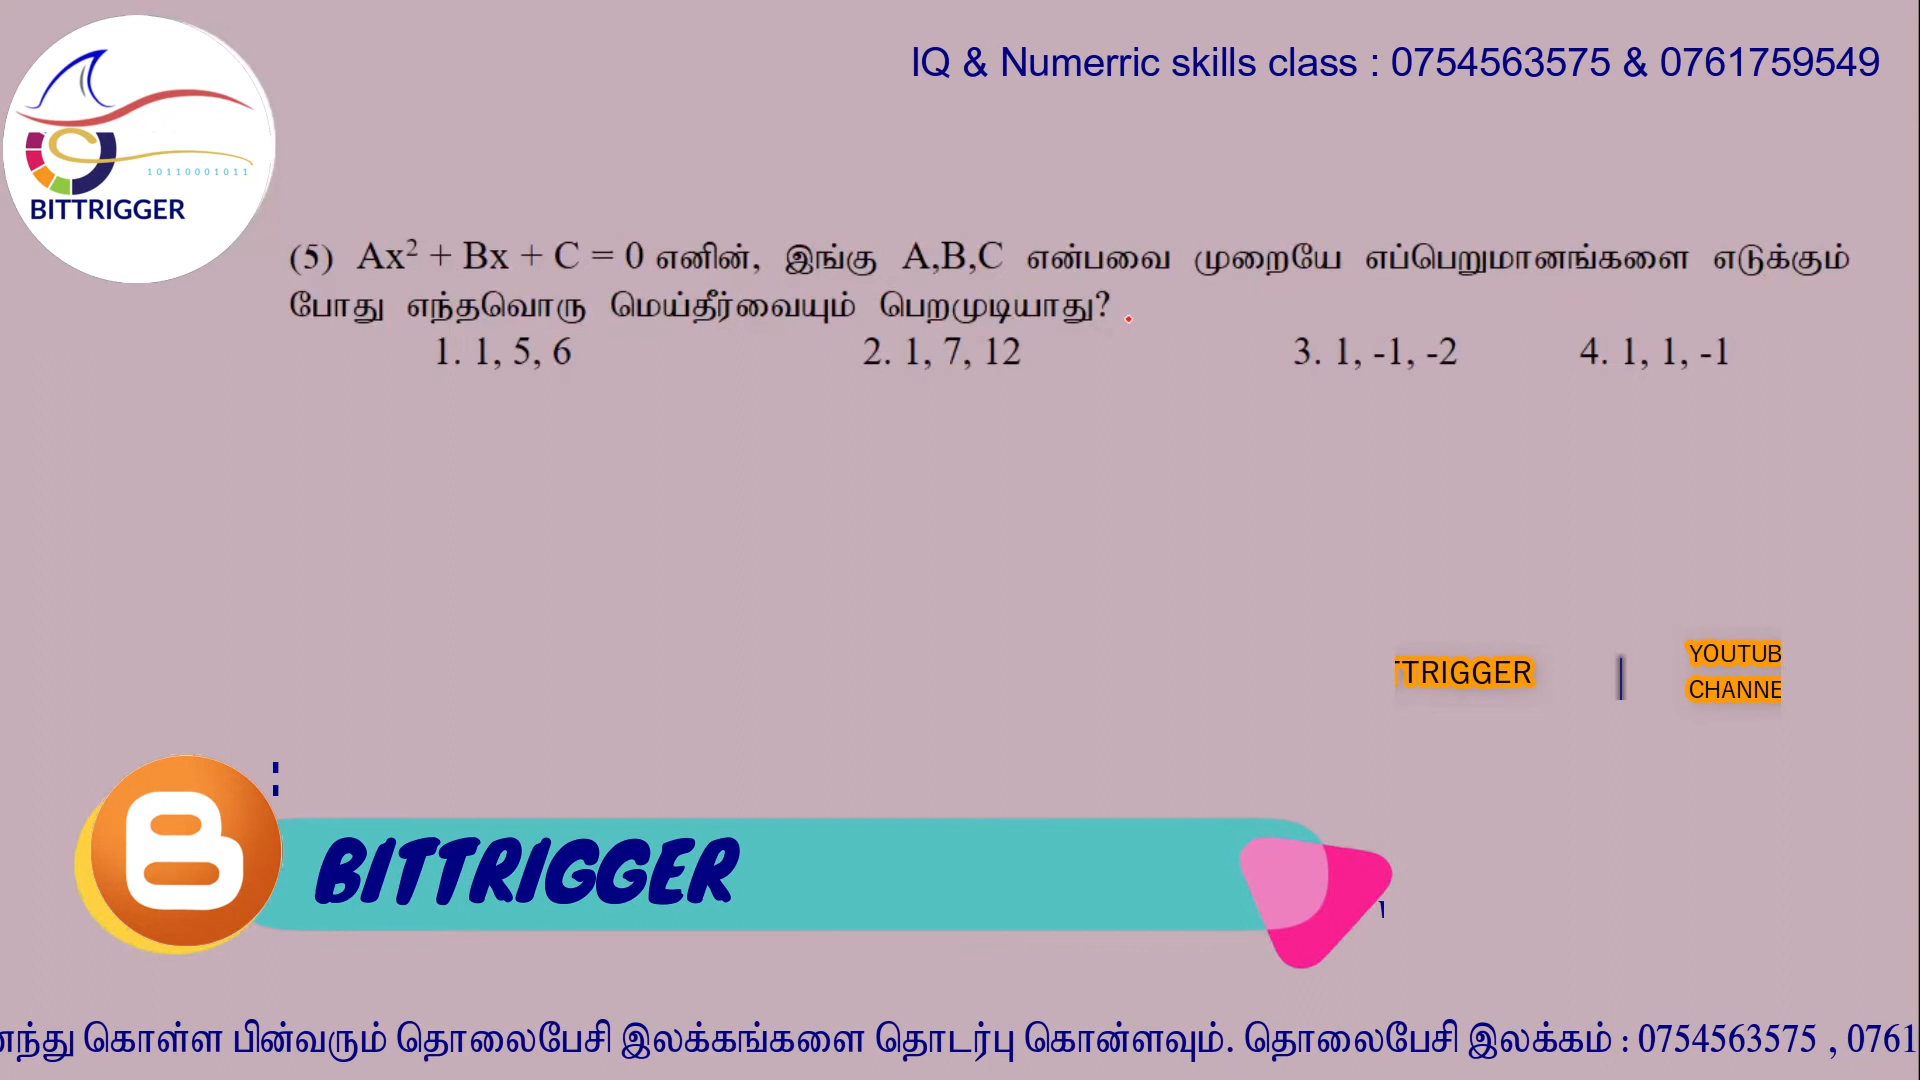 IQ & Numerric skills class : 0754563575 & 0761759549
10110001011
BITTRIGGER
(5) Ax² + Bx + C = 0 எனின், இங்கு A,B,C என்பவை முறையே எப்பெறுமானங்களை எடுக்கும்
போது எந்தவொரு மெய்தீர்வையும் பெறமுடியாது?
1. 1, 5, 6 2. 1, 7, 12 3. 1, -1, -2 4. 1, 1, -1
TTRIGGER |
YOUTUB
CHANNE
:
BITTRIGGER
கொள்ள பின்வரும் தொலைபேசி இலக்கங்களை தொடர்பு கொன்ளவும். தொலைபேசி இலக்கம் : 0754563575 , 0761